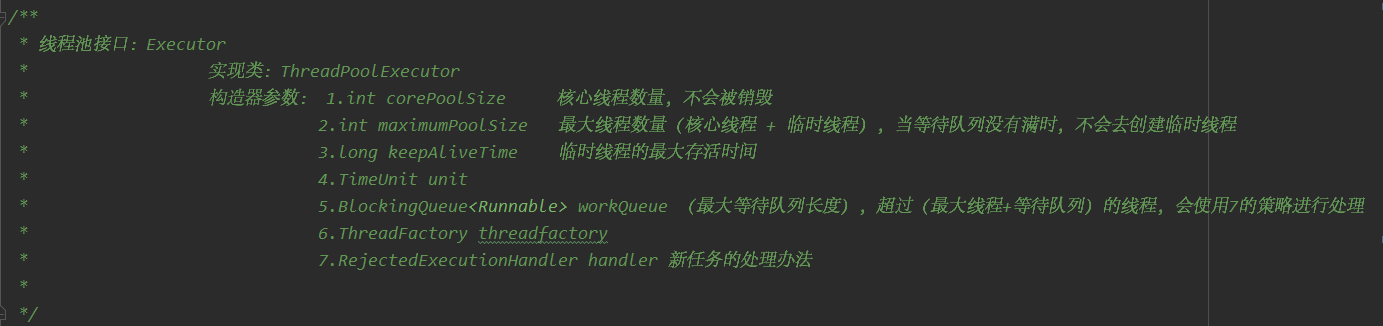 /**
 * 线程池接口：Executor
 * 实现类：ThreadPoolExecutor
 * 构造器参数： 1.int corePoolSize 核心线程数量，不会被销毁
 * 2.int maximumPoolSize 最大线程数量（核心线程 + 临时线程），当等待队列没有满时，不会去创建临时线程
 * 3.long keepAliveTime 临时线程的最大存活时间
 * 4.TimeUnit unit
 * 5.BlockingQueue<Runnable> workQueue （最大等待队列长度），超过（最大线程+等待队列）的线程，会使用7的策略进行处理
 * 6.ThreadFactory threadfactory
 * 7.RejectedExecutionHandler handler 新任务的处理办法
 *
 */